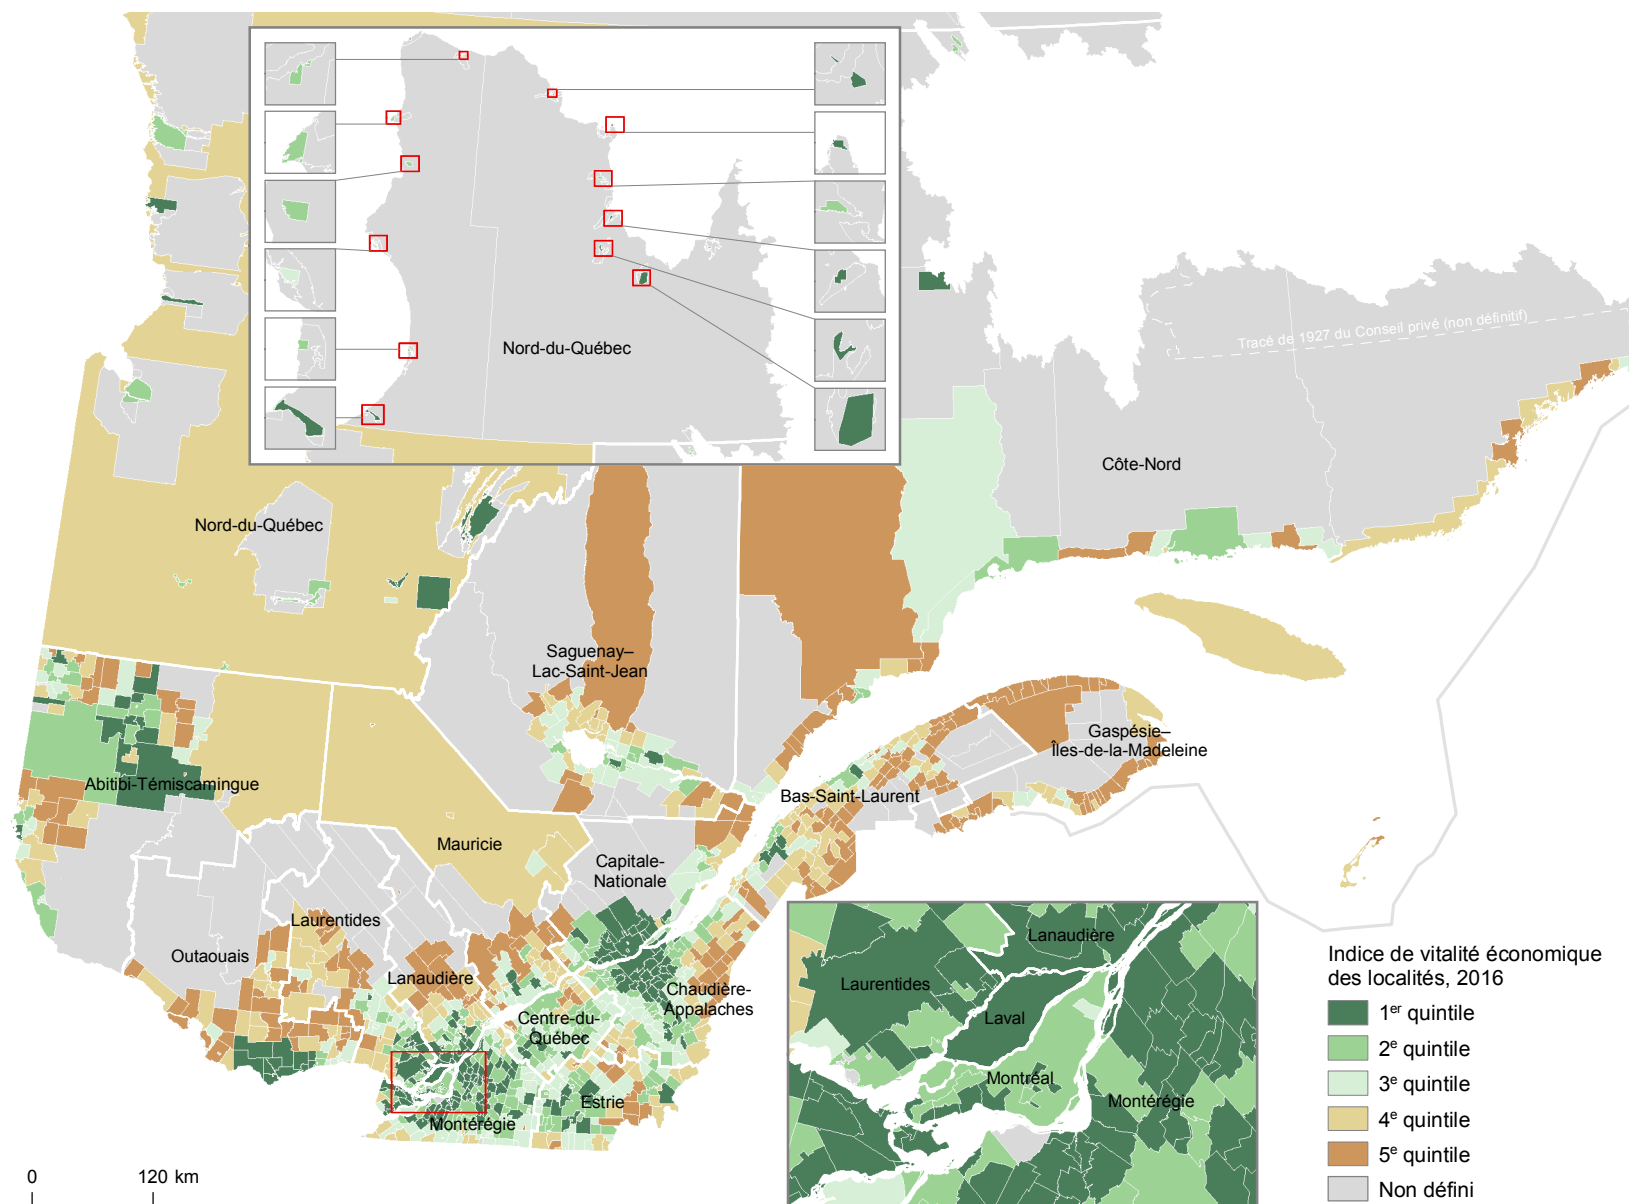 Nord-du-Québec
Tracé de 1927 du Conseil privé (non définitif)
Côte-Nord
Nord-du-Québec
Saguenay–
Lac-Saint-Jean
Gaspésie–
Îles-de-la-Madeleine
Abitibi-Témiscamingue
Bas-Saint-Laurent
Mauricie
Capitale-
Nationale
Laurentides
Outaouais
Lanaudière
Chaudière-
Appalaches
Centre-du-
Québec
Estrie
Montérégie
Lanaudière
Laurentides
Laval
Montréal
Montérégie
Indice de vitalité économique
des localités, 2016
1er quintile
2e quintile
3e quintile
4e quintile
5e quintile
Non défini
0 120 km